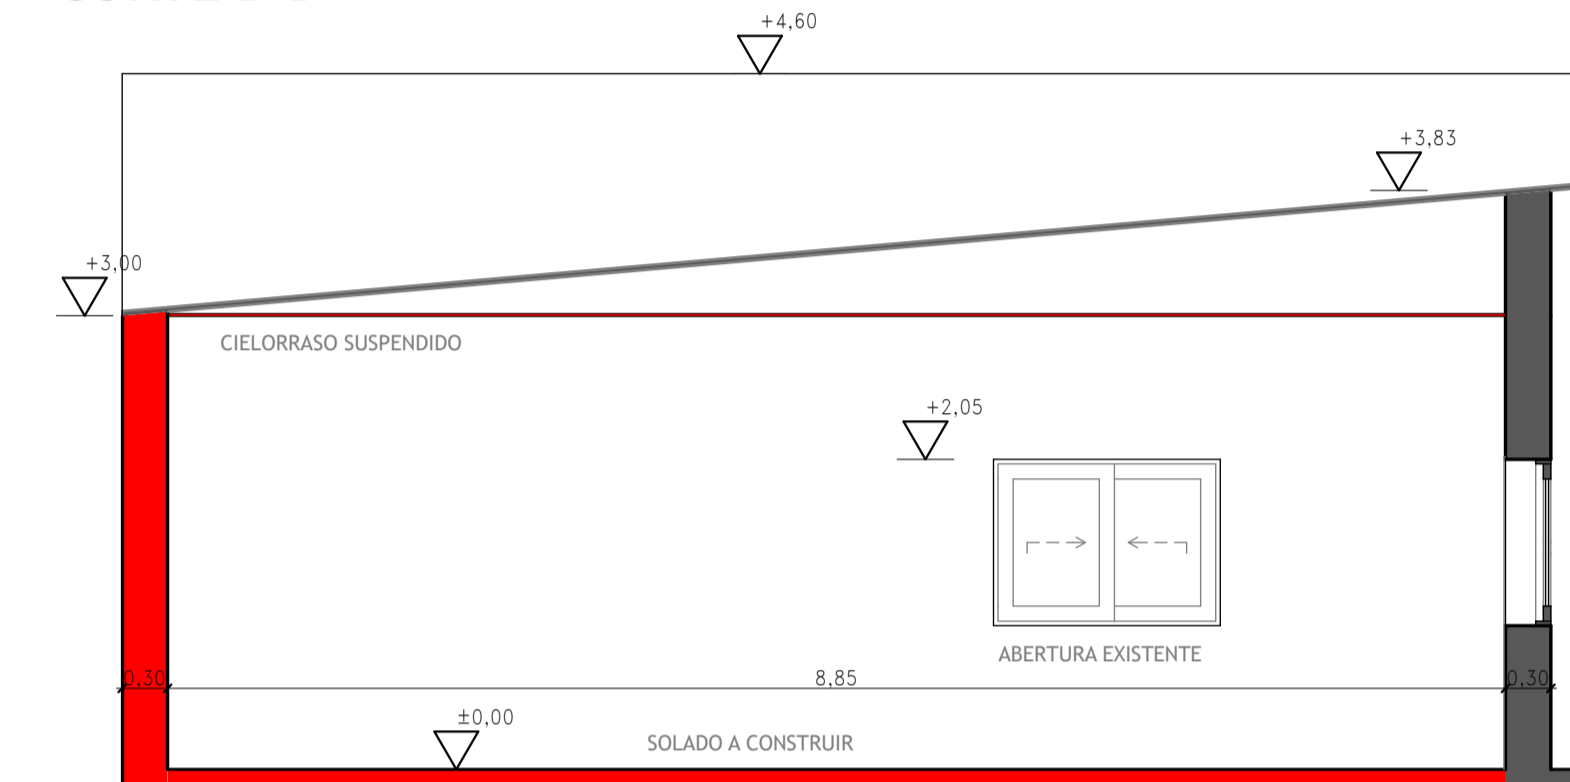 +4,60
+3,83
+3,00
CIELORRASO SUSPENDIDO
+2,05
ABERTURA EXISTENTE
0,30
8,85
0,30
±0,00
SOLADO A CONSTRUIR